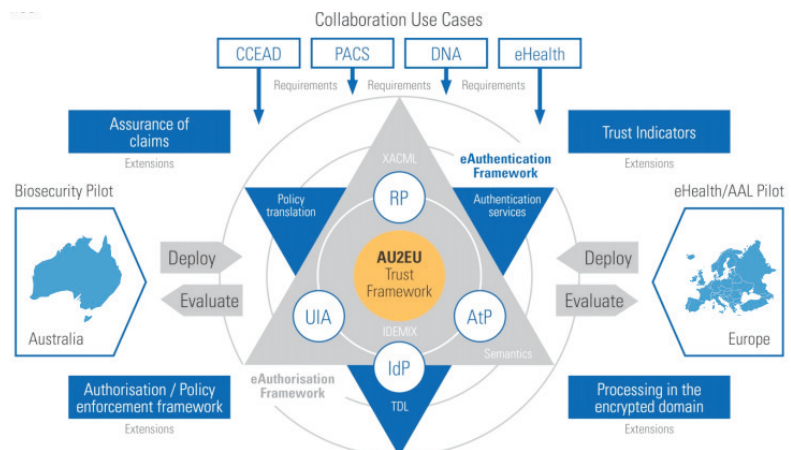 Collaboration Use Cases
CCEAD
PACS
DNA
eHealth
Requirements
Requirements
Requirements
Assurance of
claims
Extensions
Trust Indicators
Extensions
XACML
eAuthentication
Framework
Biosecurity Pilot
eHealth/AAL Pilot
Policy
translation
RP
Authentication
services
Deploy
Evaluate
AU2EU
Trust
Framework
Deploy
Evaluate
UIA
IDEMIX
AtP
Australia
Europe
Semantics
IdP
eAuthorisation
Framework
TDL
Authorisation / Policy
enforcement framework
Extensions
Processing in the
encrypted domain
Extensions